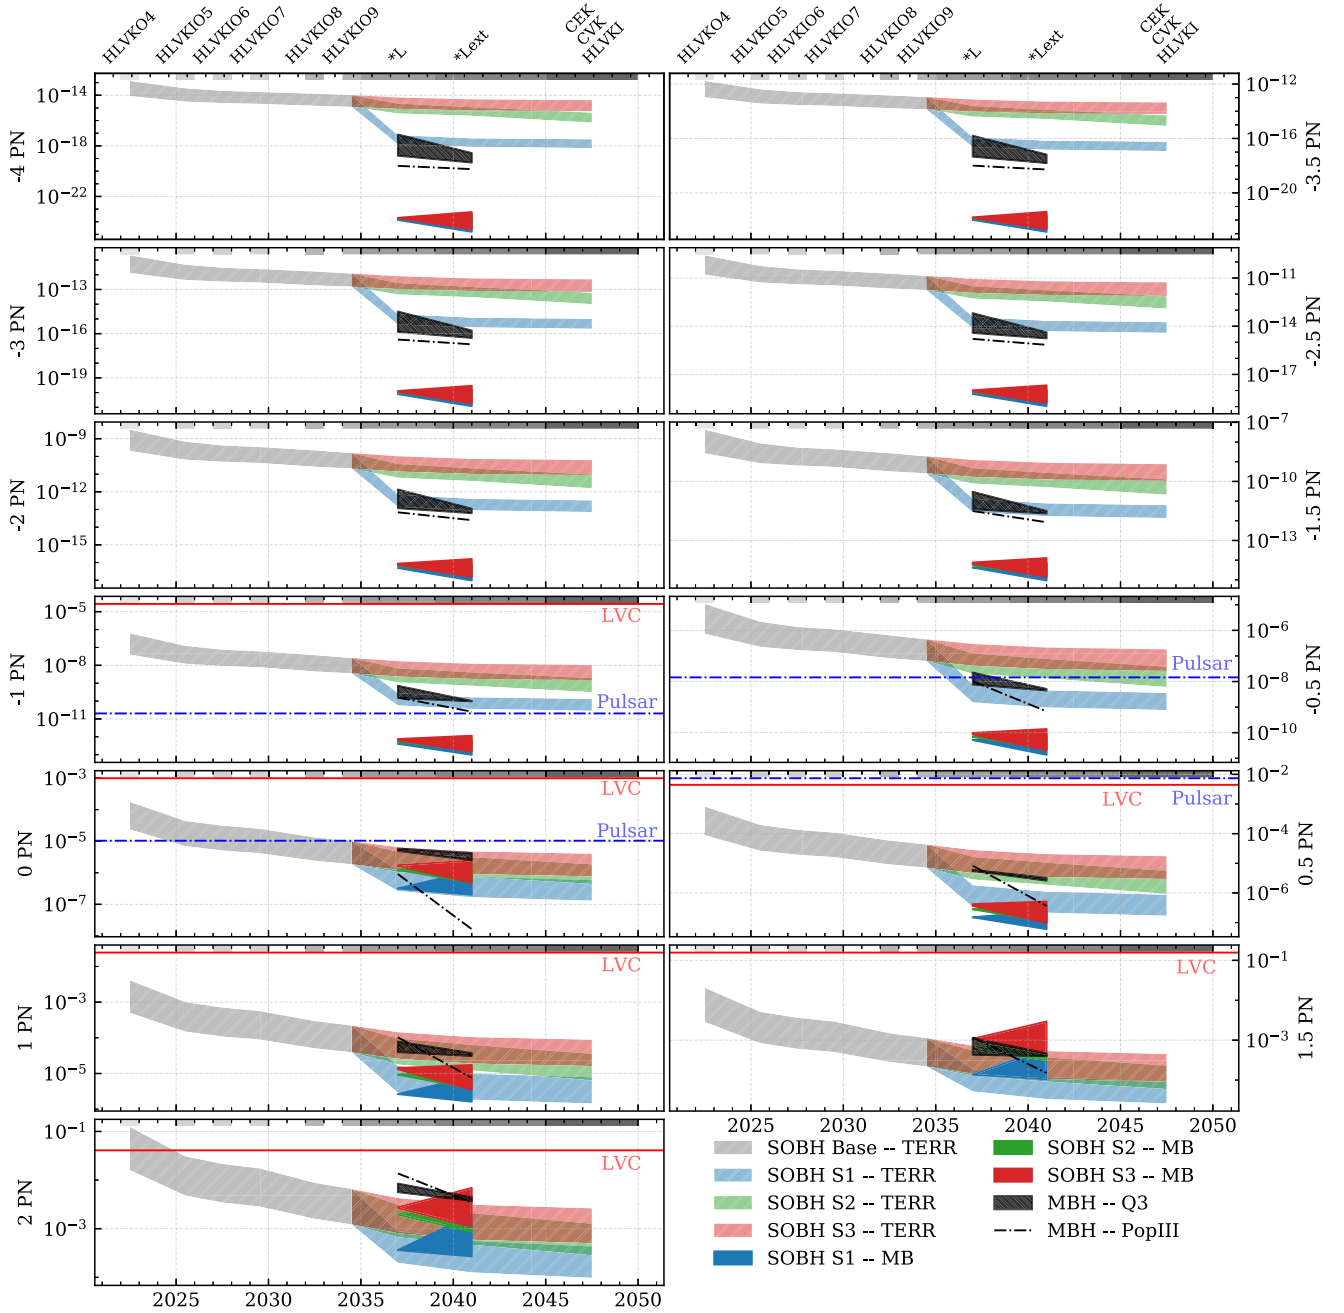 HLVKO4 HLVKIO5 HLVKIO6 HLVKIO7 HLVKIO8 HLVKIO9 *L *Lext CEK CVK HLVKI
HLVKO4 HLVKIO5 HLVKIO6 HLVKIO7 HLVKIO8 HLVKIO9 *L *Lext CEK CVK HLVKI
-4 PN
10^{-14}
10^{-18}
10^{-22}
10^{-12}
10^{-16}
10^{-20}
-3.5 PN
-3 PN
10^{-13}
10^{-16}
10^{-19}
10^{-11}
10^{-14}
10^{-17}
-2.5 PN
-2 PN
10^{-9}
10^{-12}
10^{-15}
10^{-7}
10^{-10}
10^{-13}
-1.5 PN
-1 PN
10^{-5}
10^{-8}
10^{-11}
LVC
Pulsar
10^{-6}
10^{-8}
10^{-10}
Pulsar
-0.5 PN
0 PN
10^{-3}
10^{-5}
10^{-7}
LVC
Pulsar
10^{-2}
10^{-4}
10^{-6}
LVC Pulsar
0.5 PN
1 PN
10^{-3}
10^{-5}
LVC
10^{-1}
10^{-3}
LVC
1.5 PN
2025 2030 2035 2040 2045 2050
2 PN
10^{-1}
10^{-3}
LVC
2025 2030 2035 2040 2045 2050
SOBH Base -- TERR
SOBH S1 -- TERR
SOBH S2 -- TERR
SOBH S3 -- TERR
SOBH S1 -- MB
SOBH S2 -- MB
SOBH S3 -- MB
MBH -- Q3
MBH -- PopIII